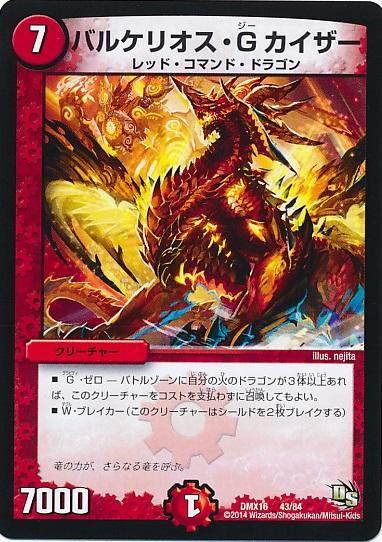 7
バルケリオス・Gカイザー
ジー
レッド・コマンド・ドラゴン
クリーチャー
illus. nejita
■G・ゼロ ― バトルゾーンに自分の火のドラゴンが3体以上あれ
ば、このクリーチャーをコストを支払わずに召喚してもよい。
■W・ブレイカー(このクリーチャーはシールドを2枚ブレイクする)
竜の力が、さらなる竜を呼ぶ。
7000
1
DMX16 43/84
©2014 Wizards/Shogakukan/Mitsui-Kids
DS